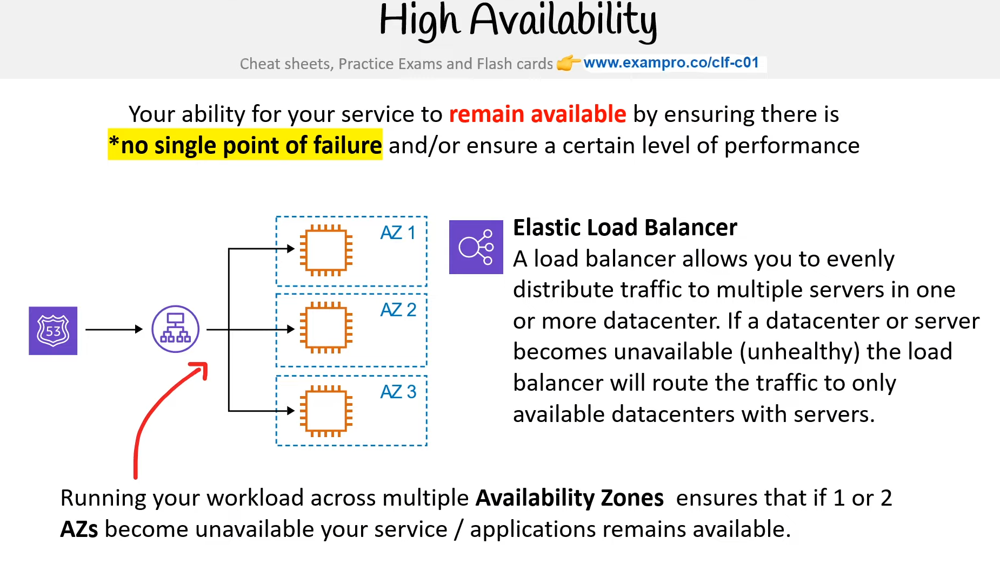 High Availability
Cheat sheets, Practice Exams and Flash cards 👉 www.exampro.co/clf-c01
Your ability for your service to remain available by ensuring there is
*no single point of failure and/or ensure a certain level of performance
AZ 1
AZ 2
AZ 3
53
Elastic Load Balancer
A load balancer allows you to evenly
distribute traffic to multiple servers in one
or more datacenter. If a datacenter or server
becomes unavailable (unhealthy) the load
balancer will route the traffic to only
available datacenters with servers.
Running your workload across multiple Availability Zones ensures that if 1 or 2
AZs become unavailable your service / applications remains available.